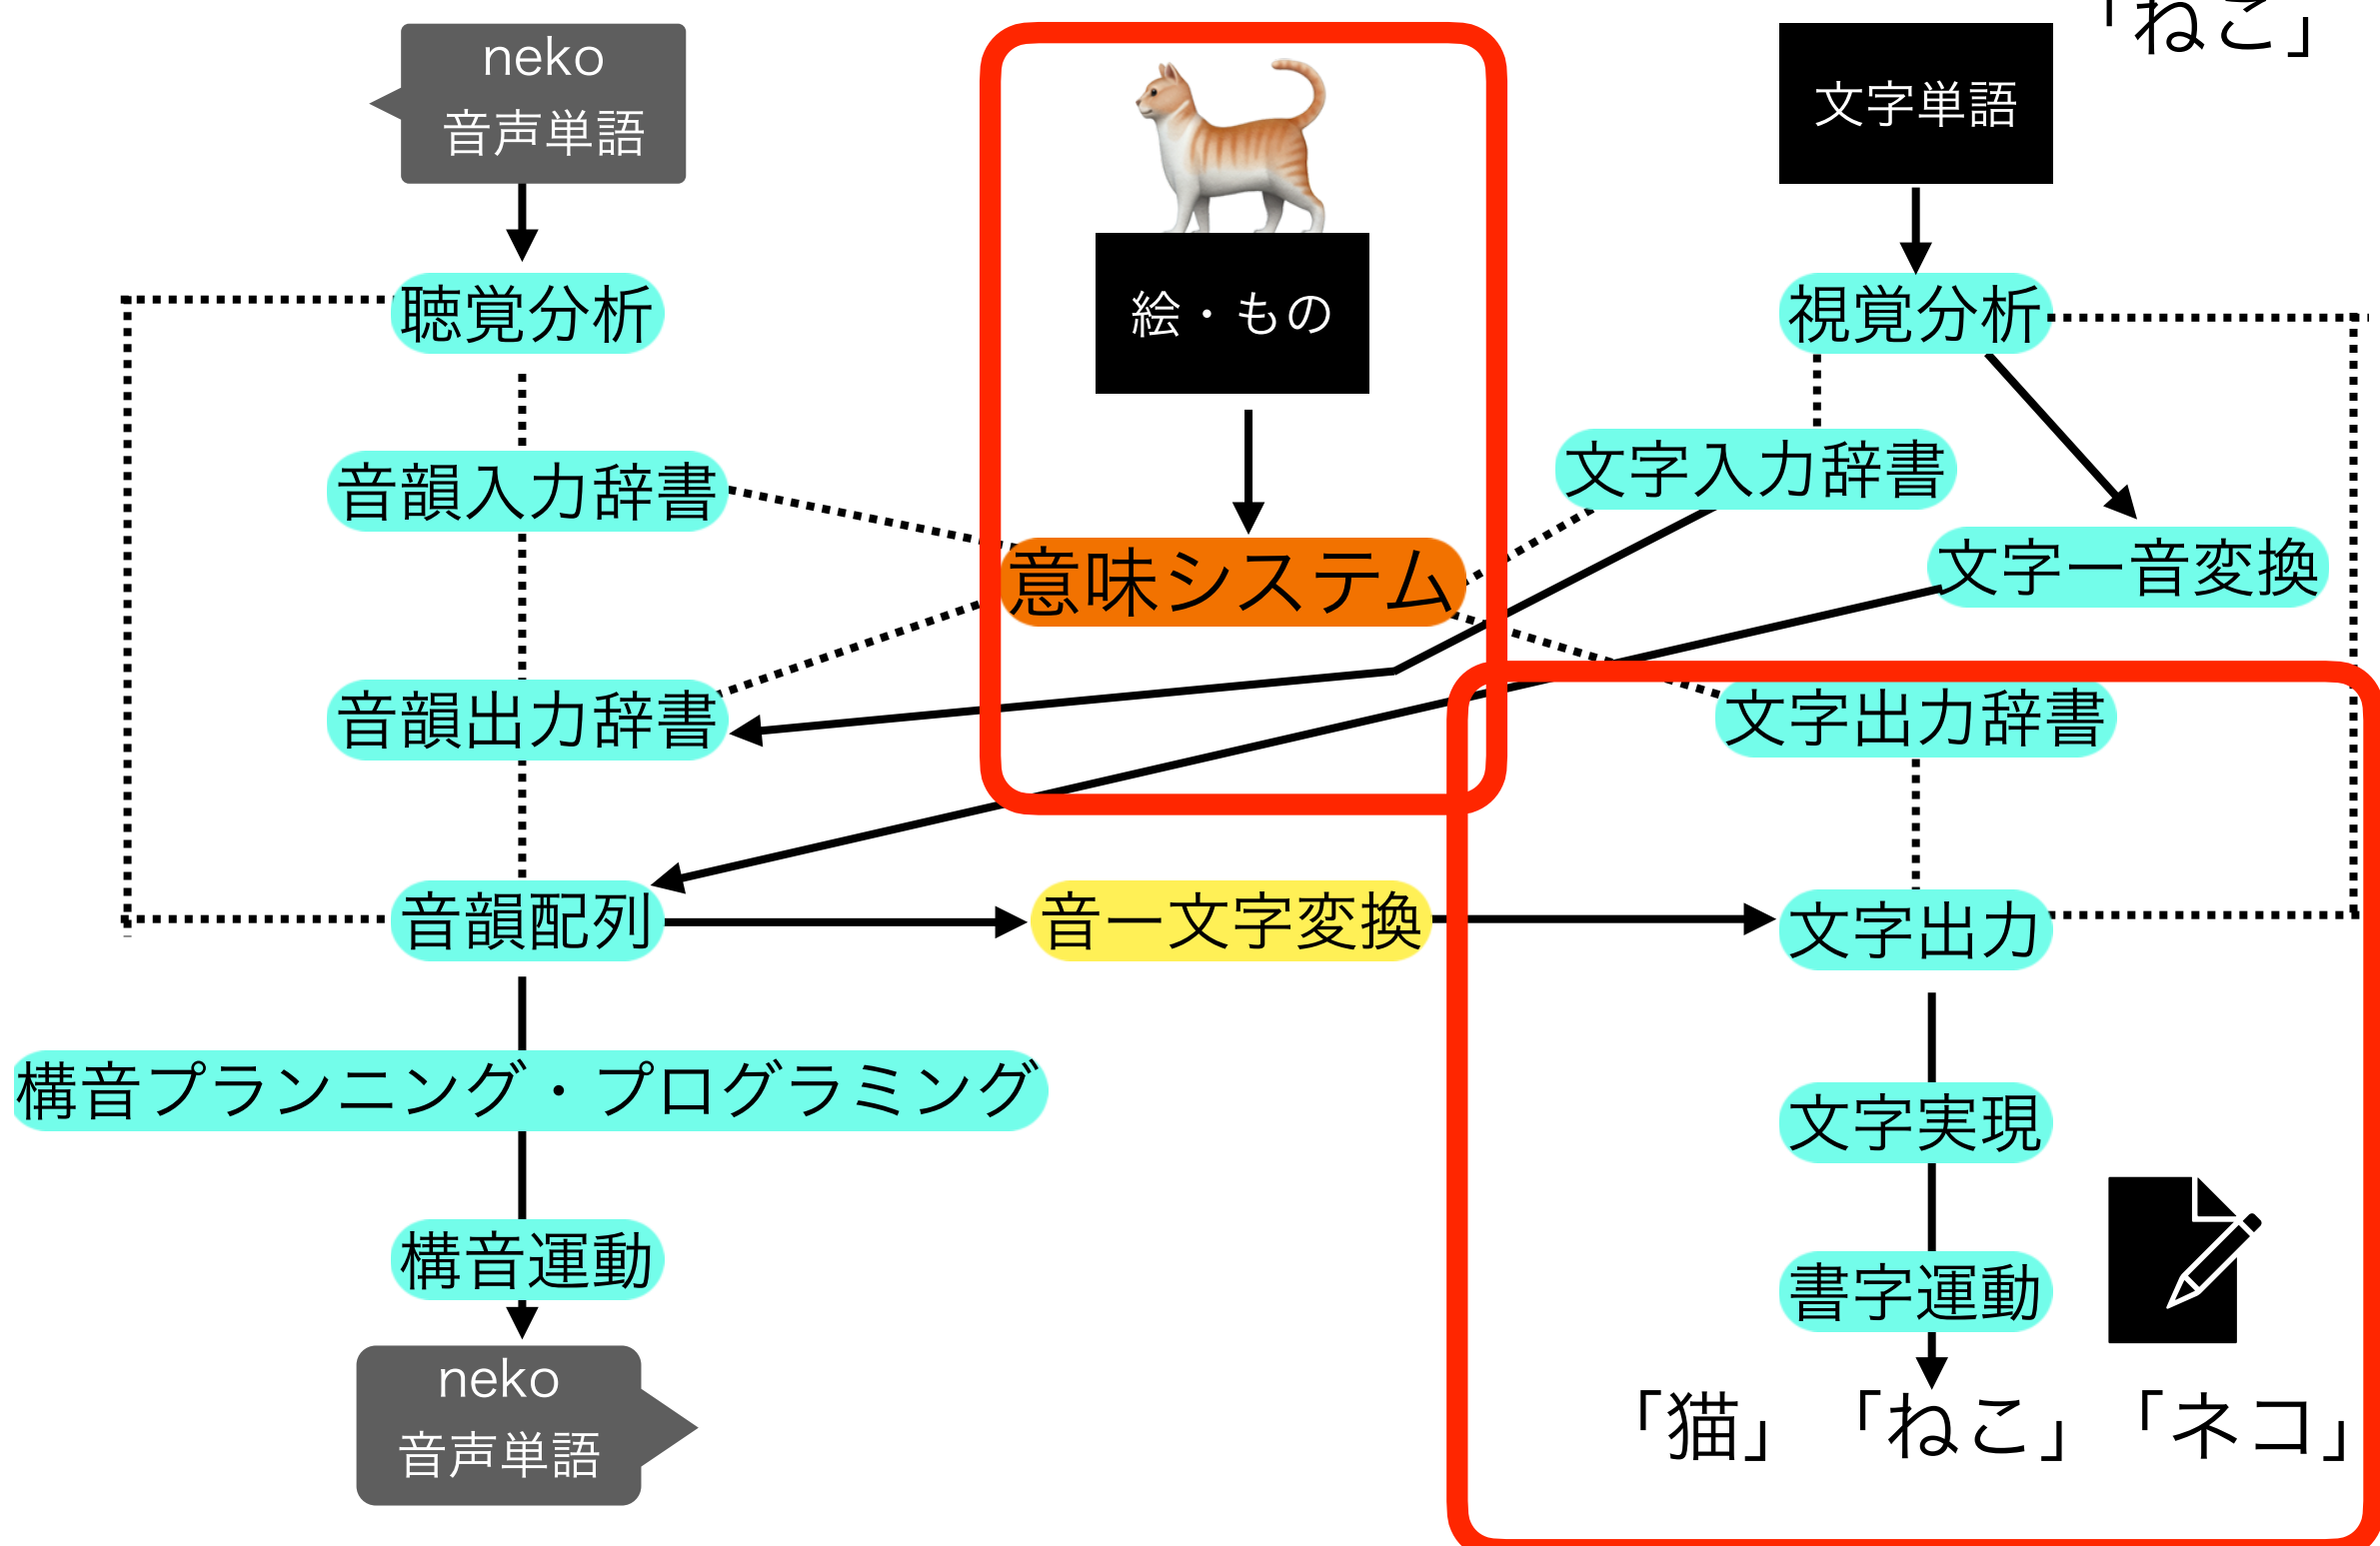 「ねこ」
neko
音声単語
文字単語
絵・もの
聴覚分析
視覚分析
音韻入力辞書
文字入力辞書
意味システム
文字ー音変換
音韻出力辞書
文字出力辞書
音韻配列
音ー文字変換
文字出力
構音プランニング・プログラミング
文字実現
構音運動
書字運動
neko
音声単語
「猫」「ねこ」「ネコ」